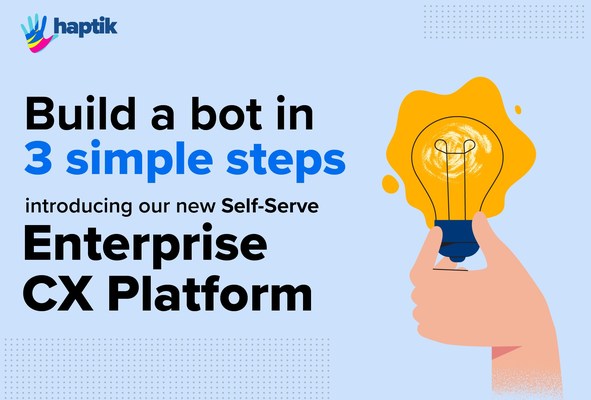 haptik
Build a bot in
3 simple steps
introducing our new Self-Serve
Enterprise
CX Platform